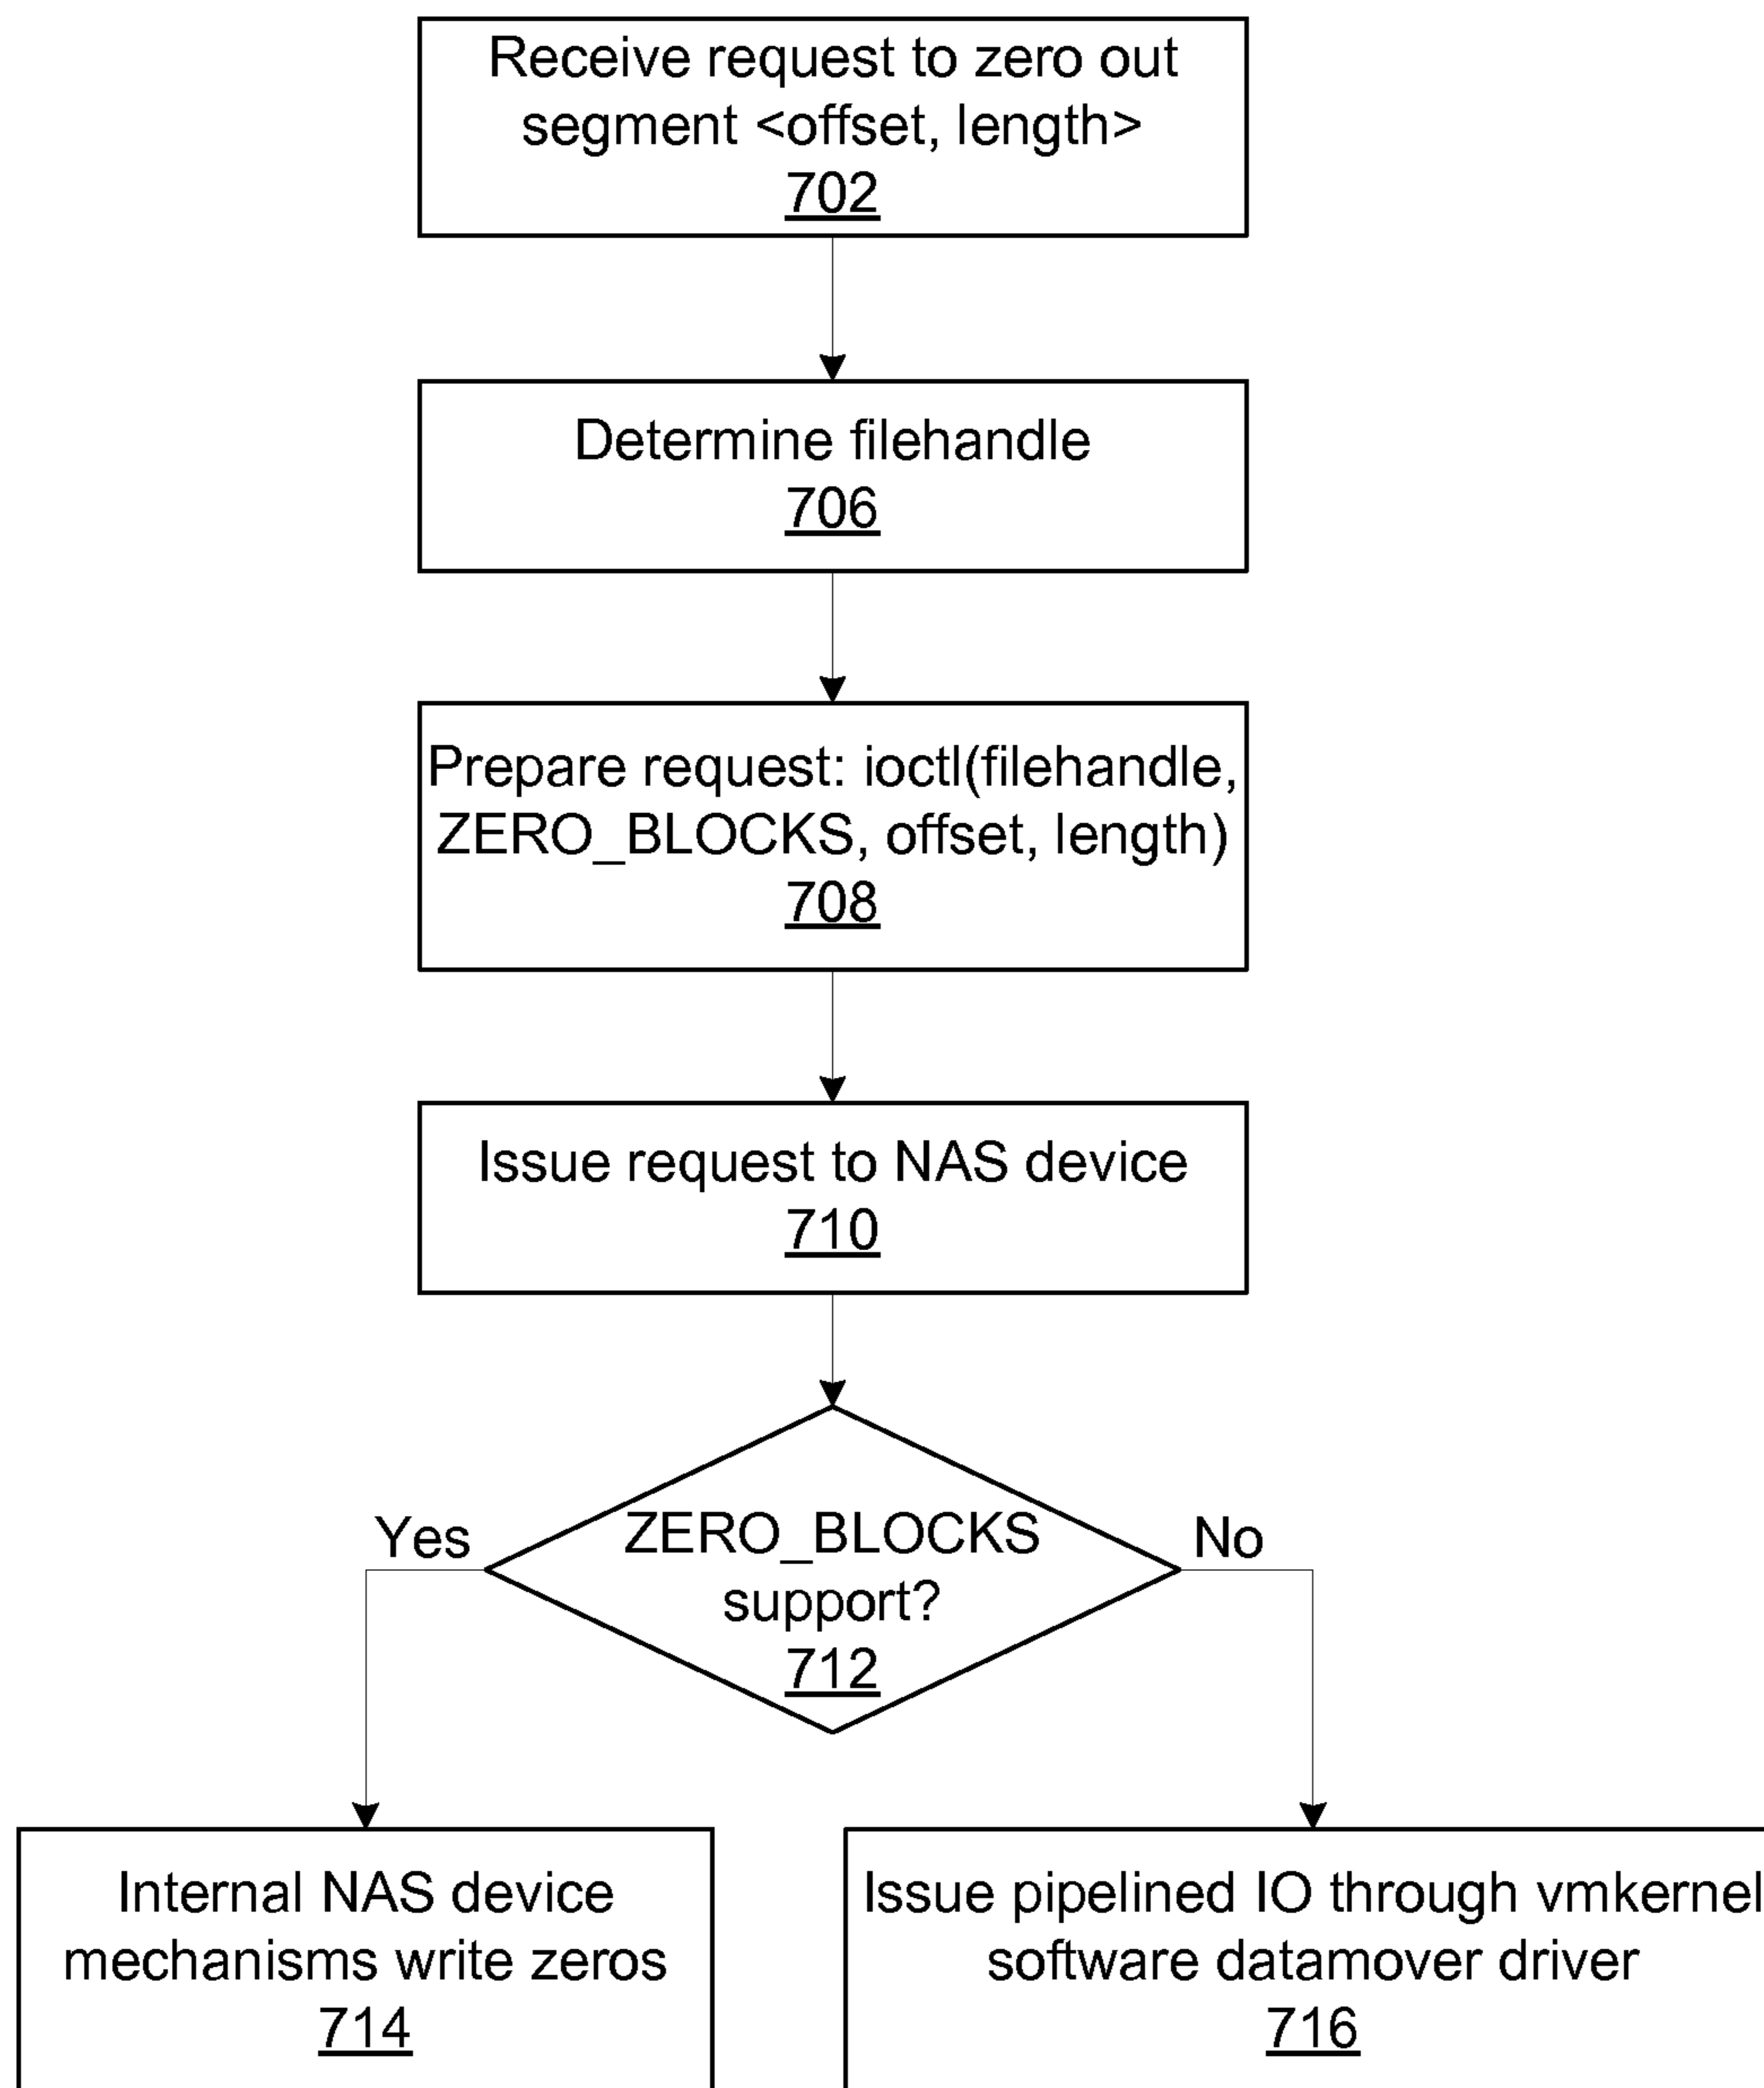 Receive request to zero out
segment <offset, length>
702
Determine filehandle
706
Prepare request: ioctl(filehandle,
ZERO_BLOCKS, offset, length)
708
Issue request to NAS device
710
Yes
ZERO_BLOCKS
support?
712
No
Internal NAS device
mechanisms write zeros
714
Issue pipelined IO through vmkernel
software datamover driver
716